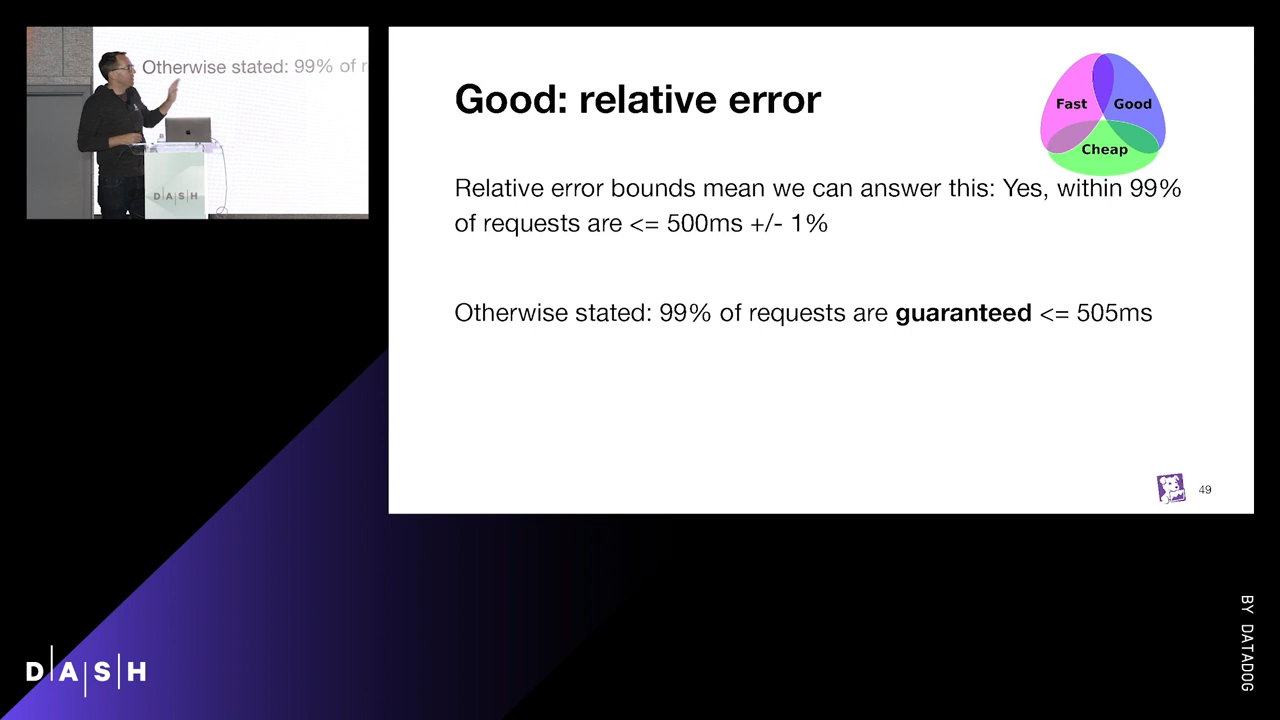 Otherwise stated: 99% of r
D|A|S|H
Good: relative error
Fast
Good
Cheap
Relative error bounds mean we can answer this: Yes, within 99%
of requests are <= 500ms +/- 1%
Otherwise stated: 99% of requests are guaranteed <= 505ms
49
D|A|S|H
BY DATADOG